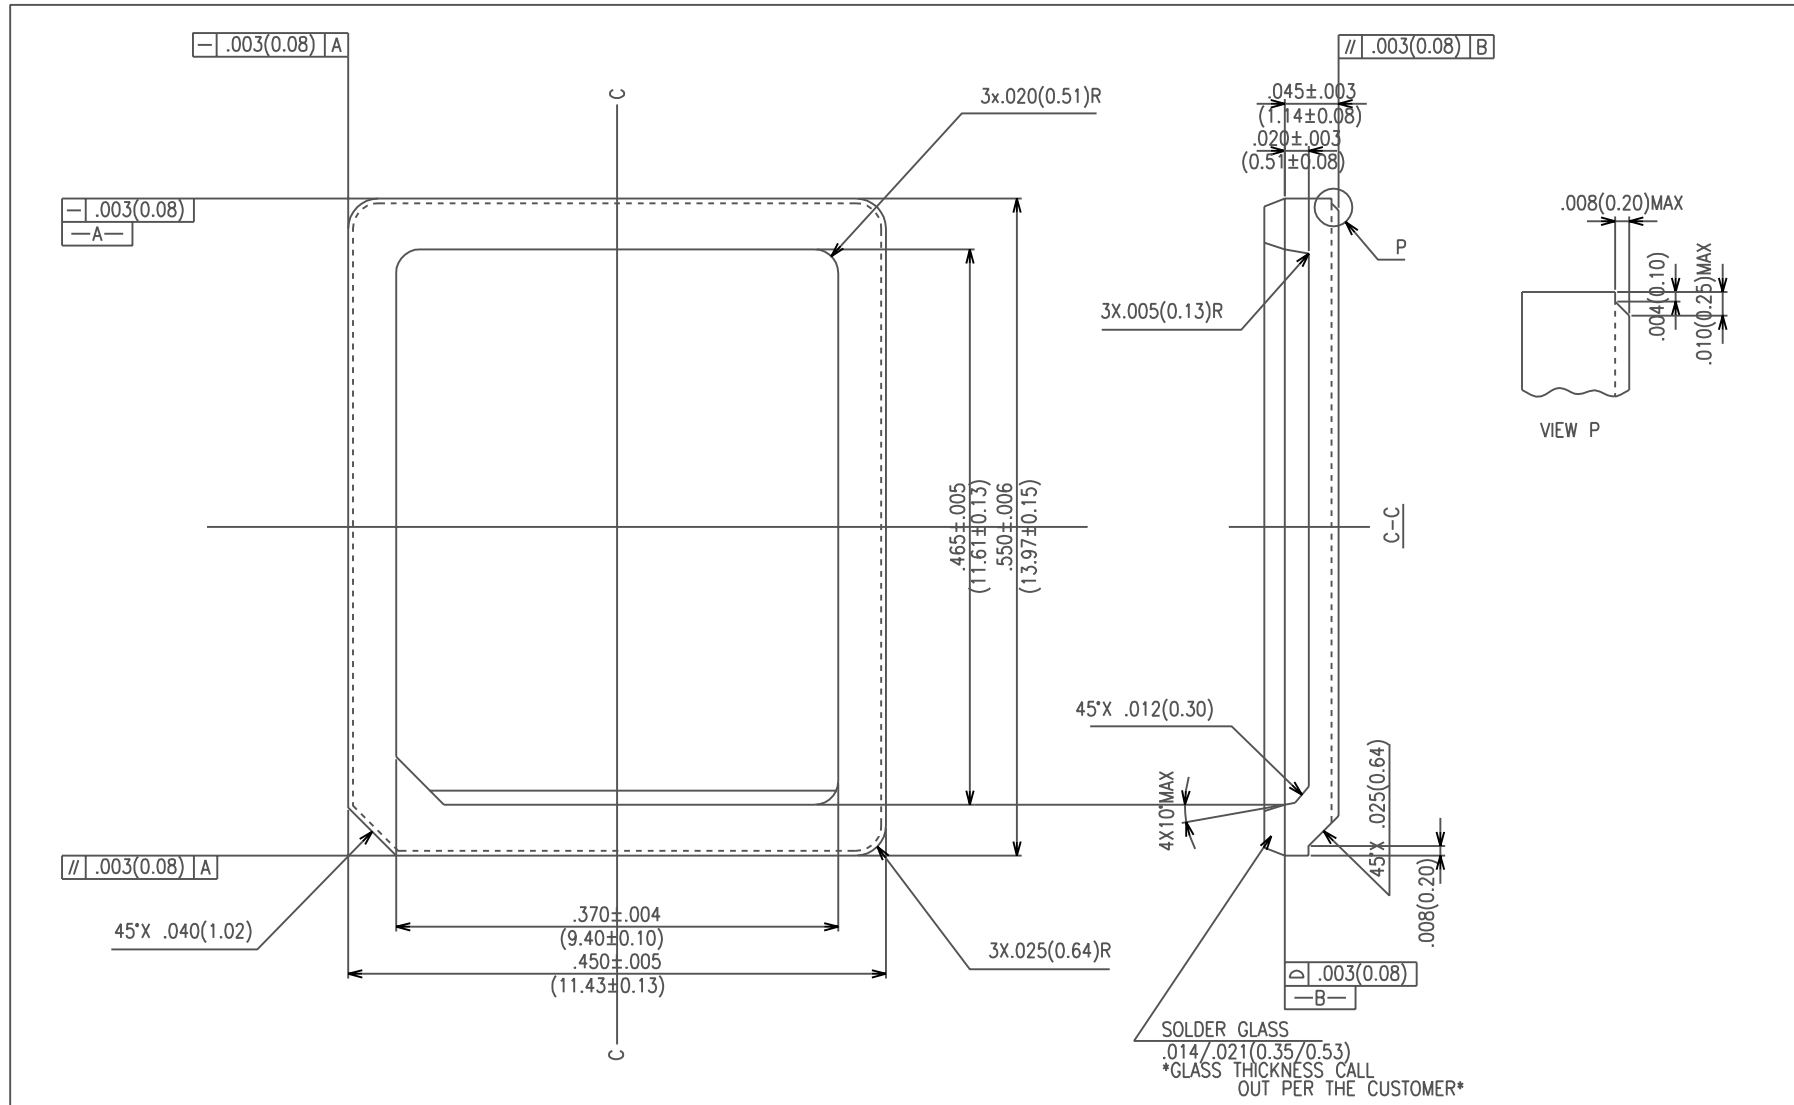 — .003(0.08) A
// .003(0.08) B
C
3x.020(0.51)R
.045±.003
(1.14±0.08)
.020±.003
(0.51±0.08)
— .003(0.08)
—A—
.008(0.20)MAX
P
.004(0.10)
.010(0.25)MAX
3X.005(0.13)R
VIEW P
.465±.005
(11.61±0.13)
.550±.006
(13.97±0.15)
C-C
45°X .012(0.30)
4X10°MAX
45°X .025(0.64)
.008(0.20)
// .003(0.08) A
45°X .040(1.02)
.370±.004
(9.40±0.10)
.450±.005
(11.43±0.13)
3X.025(0.64)R
D .003(0.08)
—B—
C
SOLDER GLASS
.014/.021(0.35/0.53)
*GLASS THICKNESS CALL
OUT PER THE CUSTOMER*